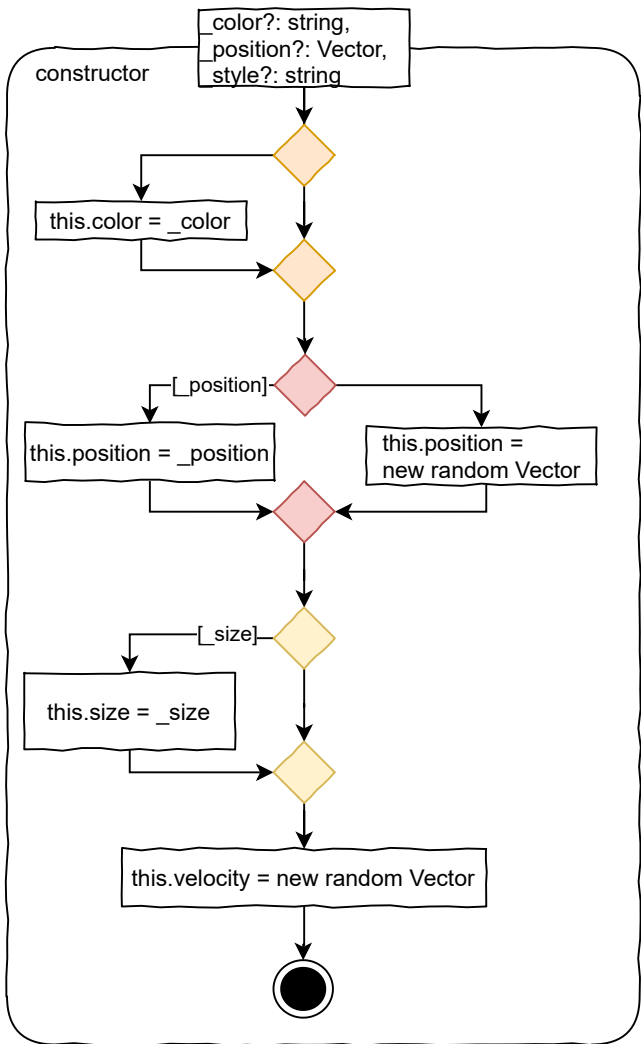 _color?: string,
_position?: Vector,
_style?: string
constructor
this.color = _color
[_position]
this.position = _position
this.position =
new random Vector
[_size]
this.size = _size
this.velocity = new random Vector